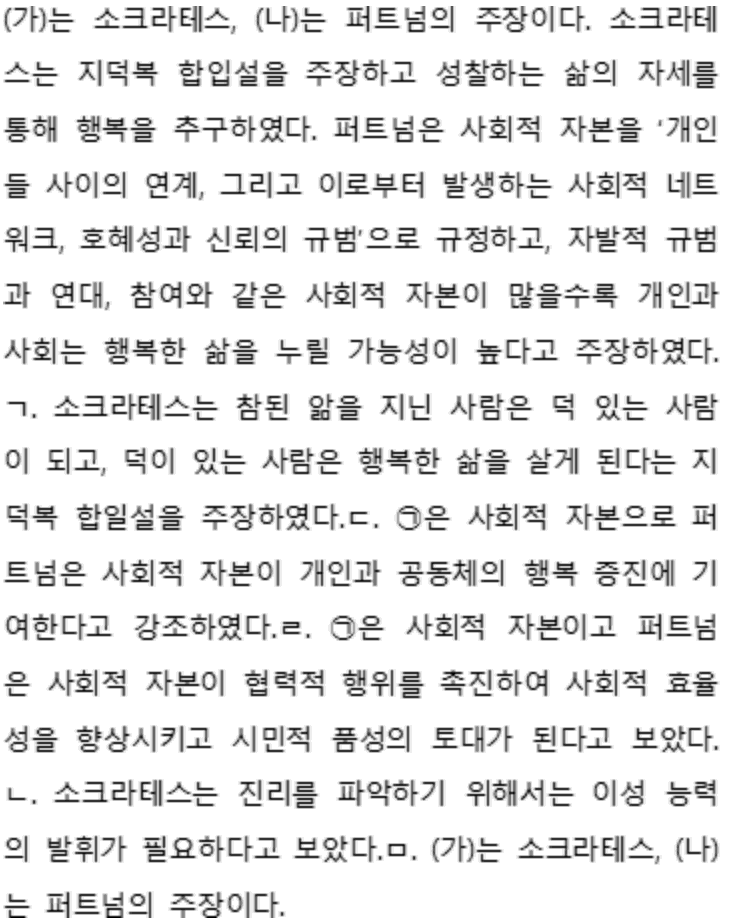 (가)는 소크라테스, (나)는 퍼트넘의 주장이다. 소크라테
스는 지덕복 합입설을 주장하고 성찰하는 삶의 자세를
통해 행복을 추구하였다. 퍼트넘은 사회적 자본을 ‘개인
들 사이의 연계, 그리고 이로부터 발생하는 사회적 네트
워크, 호혜성과 신뢰의 규범’으로 규정하고, 자발적 규범
과 연대, 참여와 같은 사회적 자본이 많을수록 개인과
사회는 행복한 삶을 누릴 가능성이 높다고 주장하였다.
ㄱ. 소크라테스는 참된 앎을 지닌 사람은 덕 있는 사람
이 되고, 덕이 있는 사람은 행복한 삶을 살게 된다는 지
덕복 합일설을 주장하였다.ㄷ. ㉠은 사회적 자본으로 퍼
트넘은 사회적 자본이 개인과 공동체의 행복 증진에 기
여한다고 강조하였다.ㄹ. ㉠은 사회적 자본이고 퍼트넘
은 사회적 자본이 협력적 행위를 촉진하여 사회적 효율
성을 향상시키고 시민적 품성의 토대가 된다고 보았다.
ㄴ. 소크라테스는 진리를 파악하기 위해서는 이성 능력
의 발휘가 필요하다고 보았다.ㅁ. (가)는 소크라테스, (나)
는 퍼트넘의 주장이다.